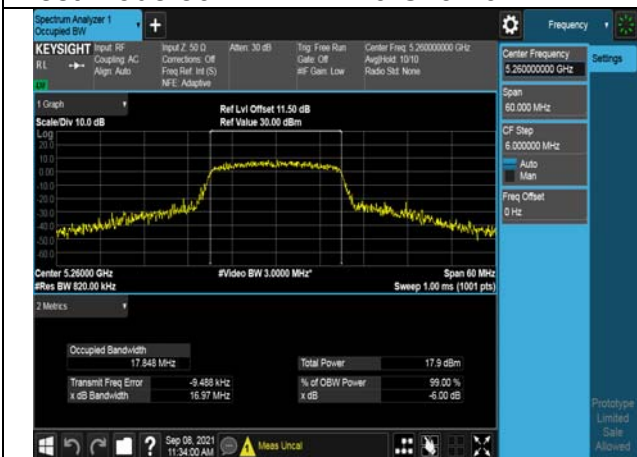 Spectrum Analyzer 1
Occupied BW
+
Frequency
KEYSIGHT
RL
Input: RF
Coupling: AC
Align: Auto
Input Z: 50 Ω
Corrections: Off
Freq Ref: Int (S)
NFE: Adaptive
Atten: 30 dB
Trig: Free Run
Gate: Off
#IF Gain: Low
Center Freq: 5.260000000 GHz
Avg|Hold: 10/10
Radio Std: None
Center Frequency
5.260000000 GHz
Settings
Span
60.000 MHz
CF Step
6.000000 MHz
Auto
Man
Freq Offset
0 Hz
1 Graph
Scale/Div 10.0 dB
Ref Lvl Offset 11.50 dB
Ref Value 30.00 dBm
Log
20.0
10.0
0.00
-10.0
-20.0
-30.0
-40.0
-50.0
-60.0
Center 5.26000 GHz
#Video BW 3.0000 MHz*
Span 60 MHz
#Res BW 820.00 kHz
Sweep 1.00 ms (1001 pts)
2 Metrics
Occupied Bandwidth
17.848 MHz
Total Power 17.9 dBm
Transmit Freq Error -9.488 kHz
% of OBW Power 99.00 %
x dB Bandwidth 16.97 MHz
x dB -6.00 dB
Prototype
Limited
Sale
Allowed
?
Sep 08, 2021
11:34:00 AM
Meas Uncal